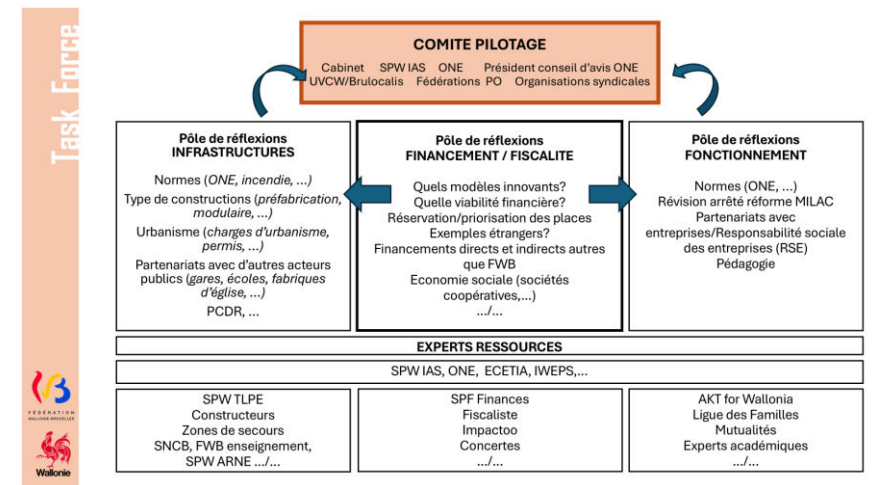 Task Force
COMITE PILOTAGE
Cabinet SPW IAS ONE Président conseil d'avis ONE
UVCW/Brulocalis Fédérations PO Organisations syndicales
Pôle de réflexions
INFRASTRUCTURES
Normes (ONE, incendie, ...)
Type de constructions (préfabrication,
modulaire, ...)
Urbanisme (charges d'urbanisme,
permis, ...)
Partenariats avec d'autres acteurs
publics (gares, écoles, fabriques
d'église, ...)
PCDR, ...
Pôle de réflexions
FINANCEMENT / FISCALITE
Quels modèles innovants?
Quelle viabilité financière?
Réservation/priorisation des places
Exemples étrangers?
Financements directs et indirects autres
que FWB
Economie sociale (sociétés
coopératives,...)
.../...
Pôle de réflexions
FONCTIONNEMENT
Normes (ONE, ...)
Révision arrêté réforme MILAC
Partenariats avec
entreprises/Responsabilité sociale
des entreprises (RSE)
Pédagogie
EXPERTS RESSOURCES
SPW IAS, ONE, ECETIA, IWEPS,...
SPW TLPE
Constructeurs
Zones de secours
SNCB, FWB enseignement,
SPW ARNE .../...
SPF Finances
Fiscaliste
Impactoo
Concertes
.../...
AKT for Wallonia
Ligue des Familles
Mutualités
Experts académiques
.../...
FÉDÉRATION
WALLONIE-BRUXELLES
Wallonie